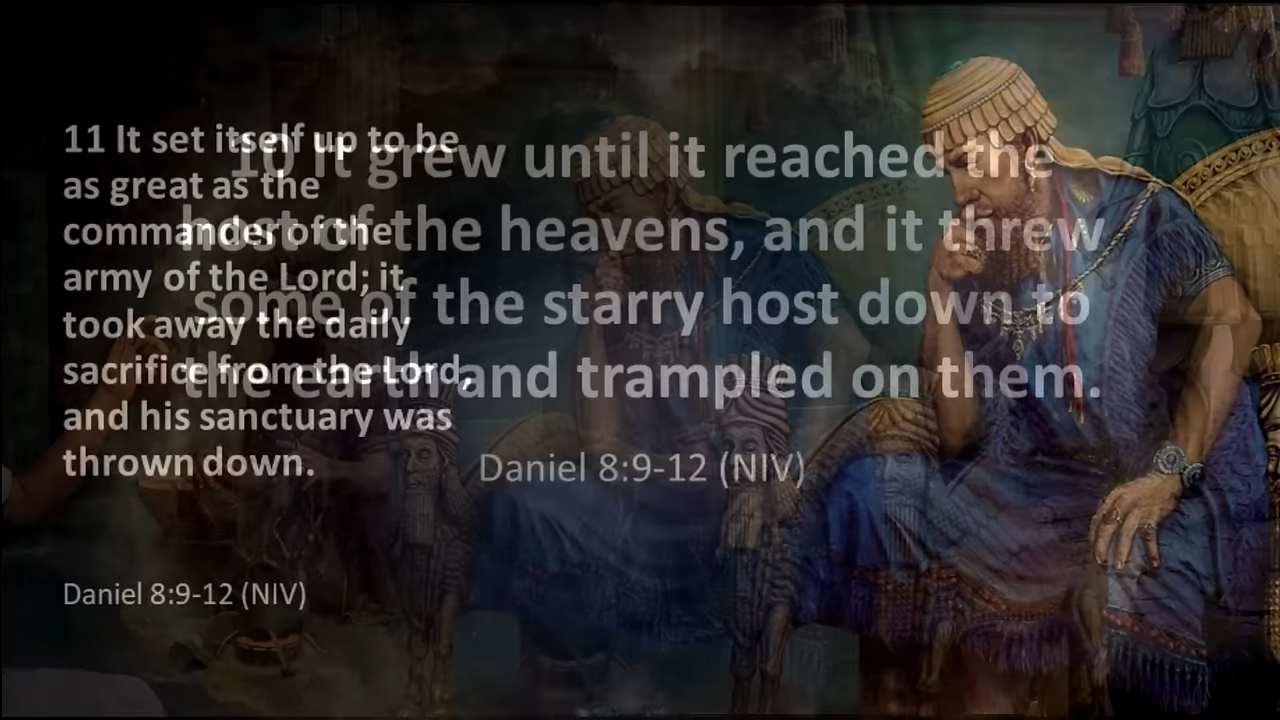 11 It set itself up to be
as great as the
commander of the
army of the Lord; it
took away the daily
sacrifice from the Lord,
and his sanctuary was
thrown down.
Daniel 8:9-12 (NIV)
10 It grew until it reached the
host of the heavens, and it threw
some of the starry host down to
the earth and trampled on them.
Daniel 8:9-12 (NIV)